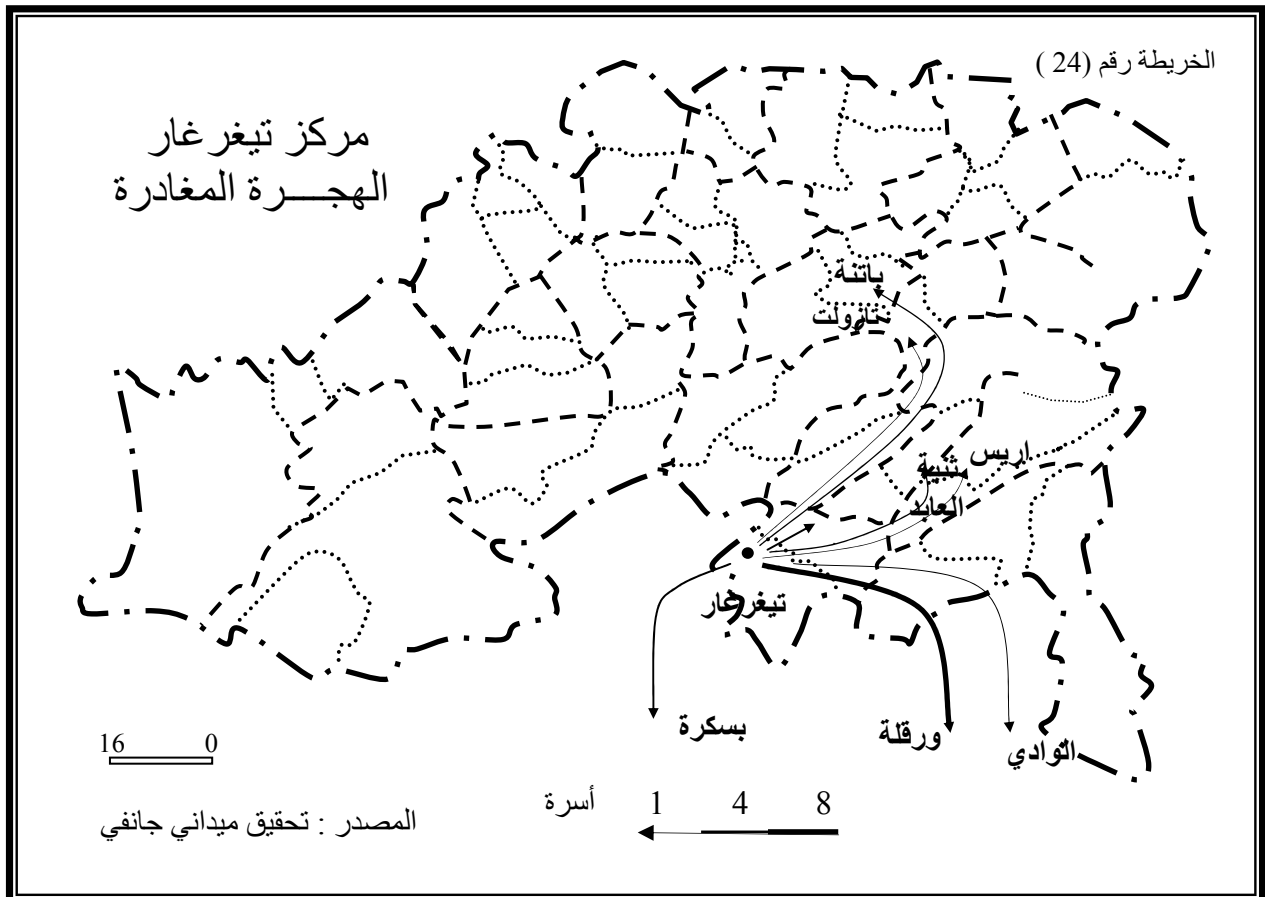 الخريطة رقم (24 )
مركز تيغرغار
الهجـــرة المغادرة
باتنة
تازولت
اريس
ثنية
العابد
تيغرغار
بسكرة
ورقلة
الوادي
16 0
أسرة 1 4 8
المصدر : تحقيق ميداني جانفي